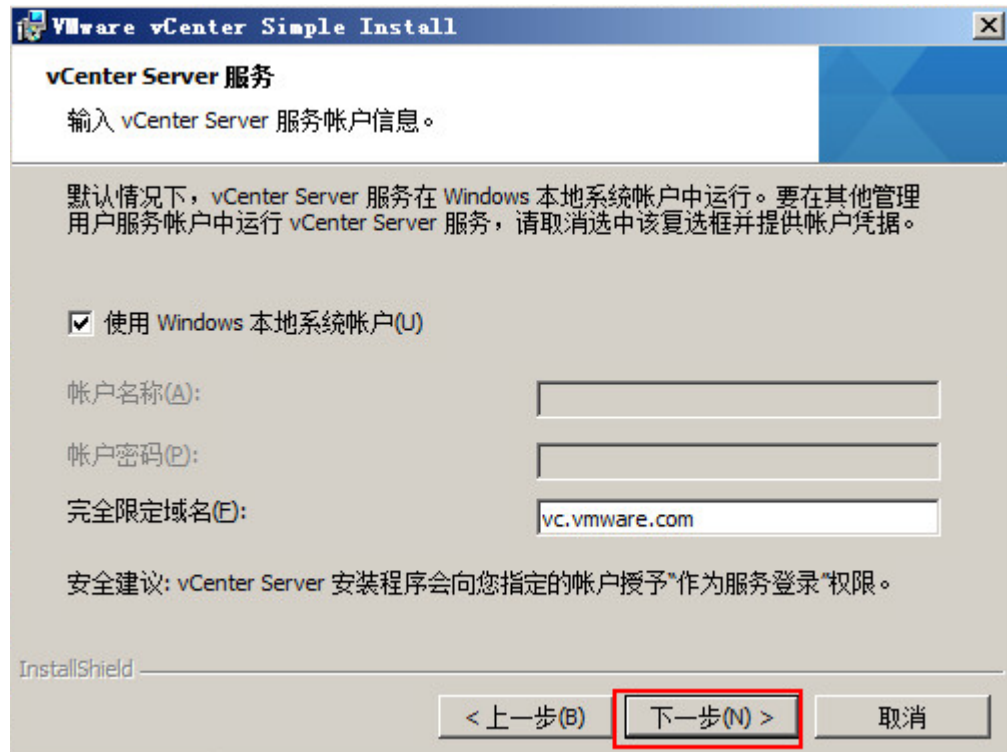 VMware vCenter Simple Install
vCenter Server 服务
输入 vCenter Server 服务帐户信息。
默认情况下，vCenter Server 服务在 Windows 本地系统帐户中运行。要在其他管理
用户服务帐户中运行 vCenter Server 服务，请取消选中该复选框并提供帐户凭据。
使用 Windows 本地系统帐户(U)
帐户名称(A):
帐户密码(P):
完全限定域名(F):
vc.vmware.com
安全建议: vCenter Server 安装程序会向您指定的帐户授予"作为服务登录"权限。
InstallShield
< 上一步(B)
下一步(N) >
取消